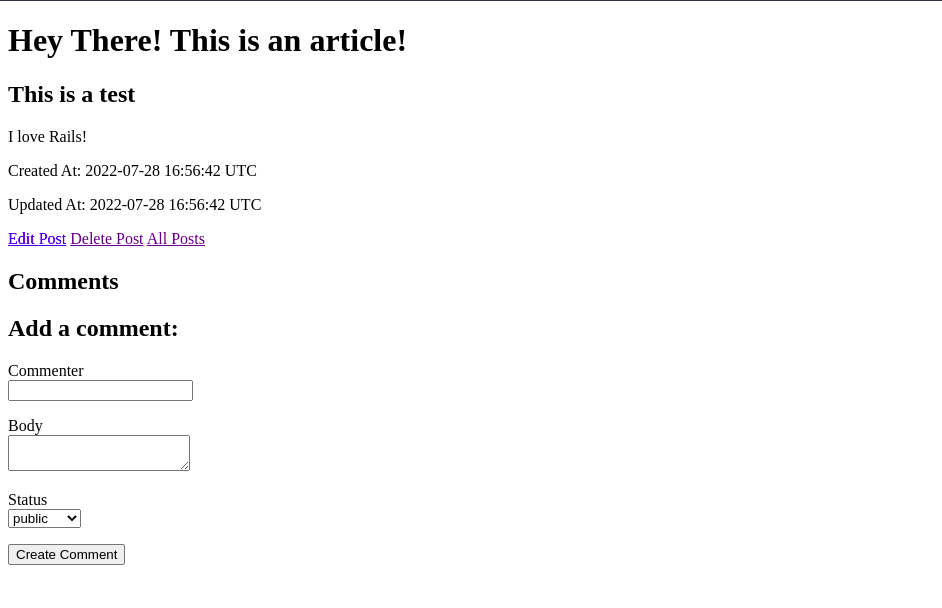 Hey There! This is an article!
This is a test
I love Rails!
Created At: 2022-07-28 16:56:42 UTC
Updated At: 2022-07-28 16:56:42 UTC
Edit Post Delete Post All Posts
Comments
Add a comment:
Commenter
Body
Status
public
Create Comment